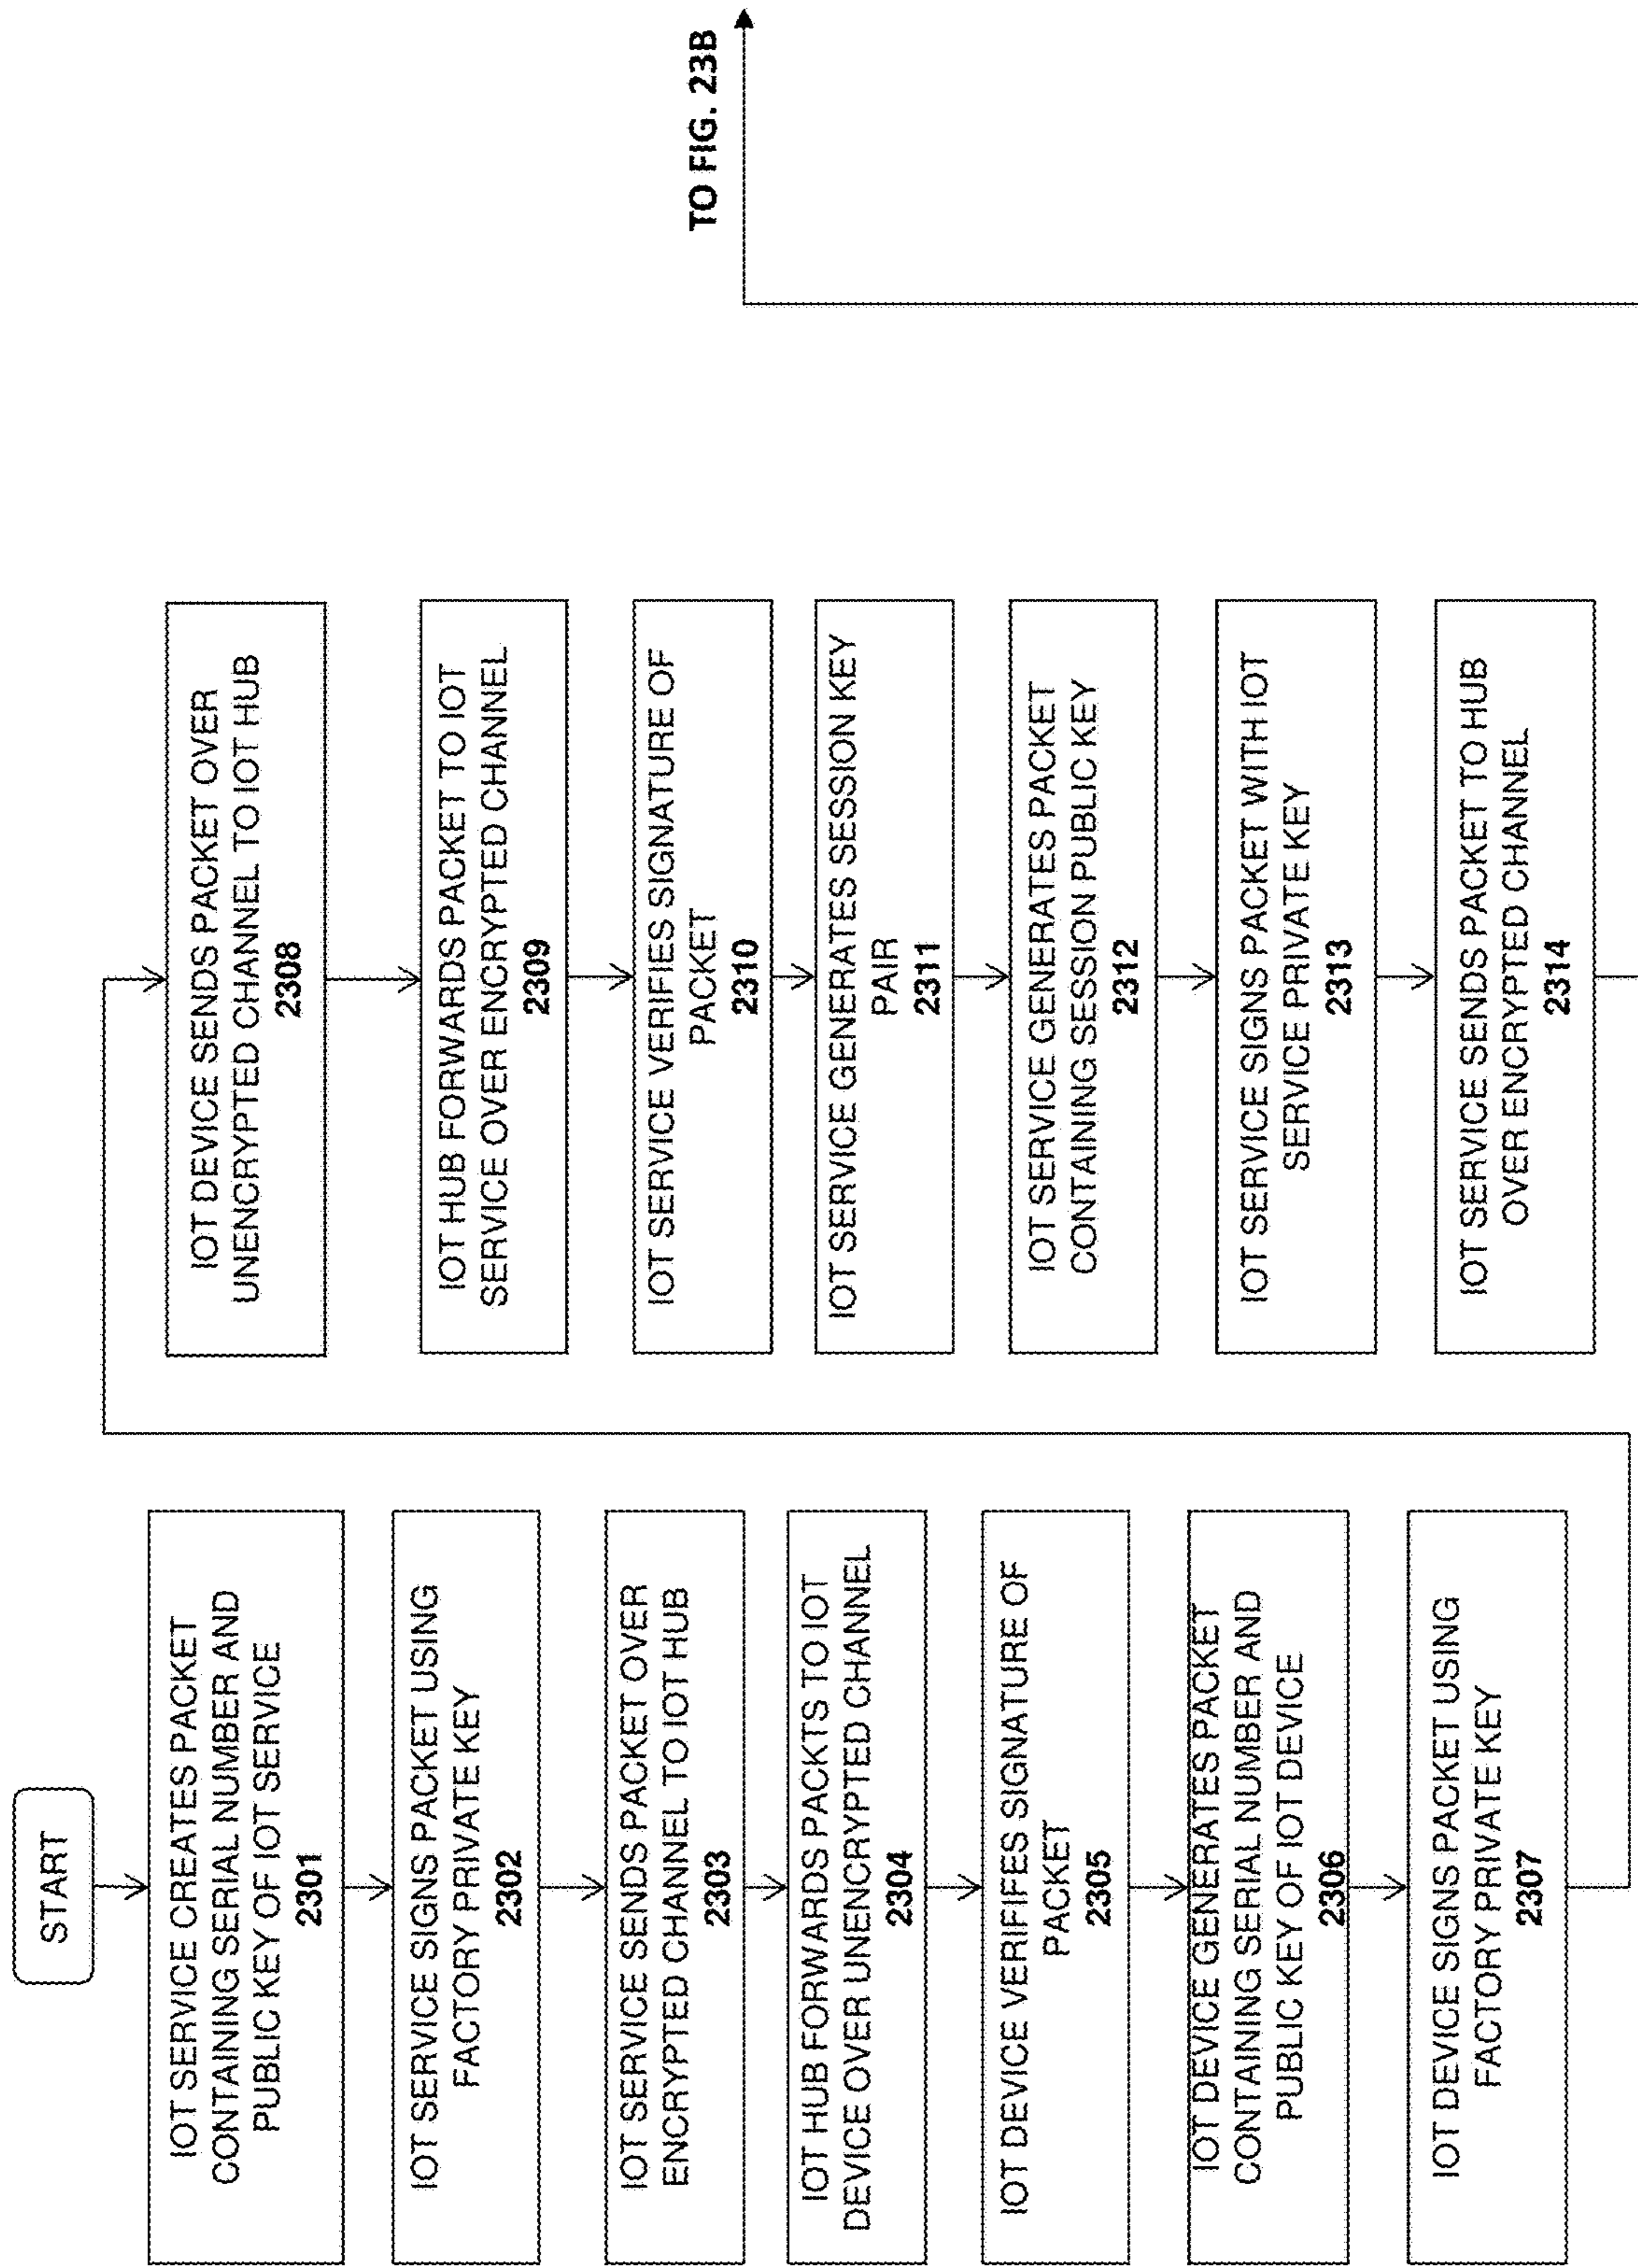 START
IOT SERVICE CREATES PACKET
CONTAINING SERIAL NUMBER AND
PUBLIC KEY OF IOT SERVICE
2301
IOT SERVICE SIGNS PACKET USING
FACTORY PRIVATE KEY
2302
IOT SERVICE SENDS PACKET OVER
ENCRYPTED CHANNEL TO IOT HUB
2303
IOT HUB FORWARDS PACKTS TO IOT
DEVICE OVER UNENCRYPTED CHANNEL
2304
IOT DEVICE VERIFIFES SIGNATURE OF
PACKET
2305
IOT DEVICE GENERATES PACKET
CONTAINING SERIAL NUMBER AND
PUBLIC KEY OF IOT DEVICE
2306
IOT DEVICE SIGNS PACKET USING
FACTORY PRIVATE KEY
2307
IOT DEVICE SENDS PACKET OVER
UNENCRYPTED CHANNEL TO IOT HUB
2308
IOT HUB FORWARDS PACKET TO IOT
SERVICE OVER ENCRYPTED CHANNEL
2309
IOT SERVICE VERIFIES SIGNATURE OF
PACKET
2310
IOT SERVICE GENERATES SESSION KEY
PAIR
2311
IOT SERVICE GENERATES PACKET
CONTAINING SESSION PUBLIC KEY
2312
IOT SERVICE SIGNS PACKET WITH IOT
SERVICE PRIVATE KEY
2313
IOT SERVICE SENDS PACKET TO HUB
OVER ENCRYPTED CHANNEL
2314
TO FIG. 23B